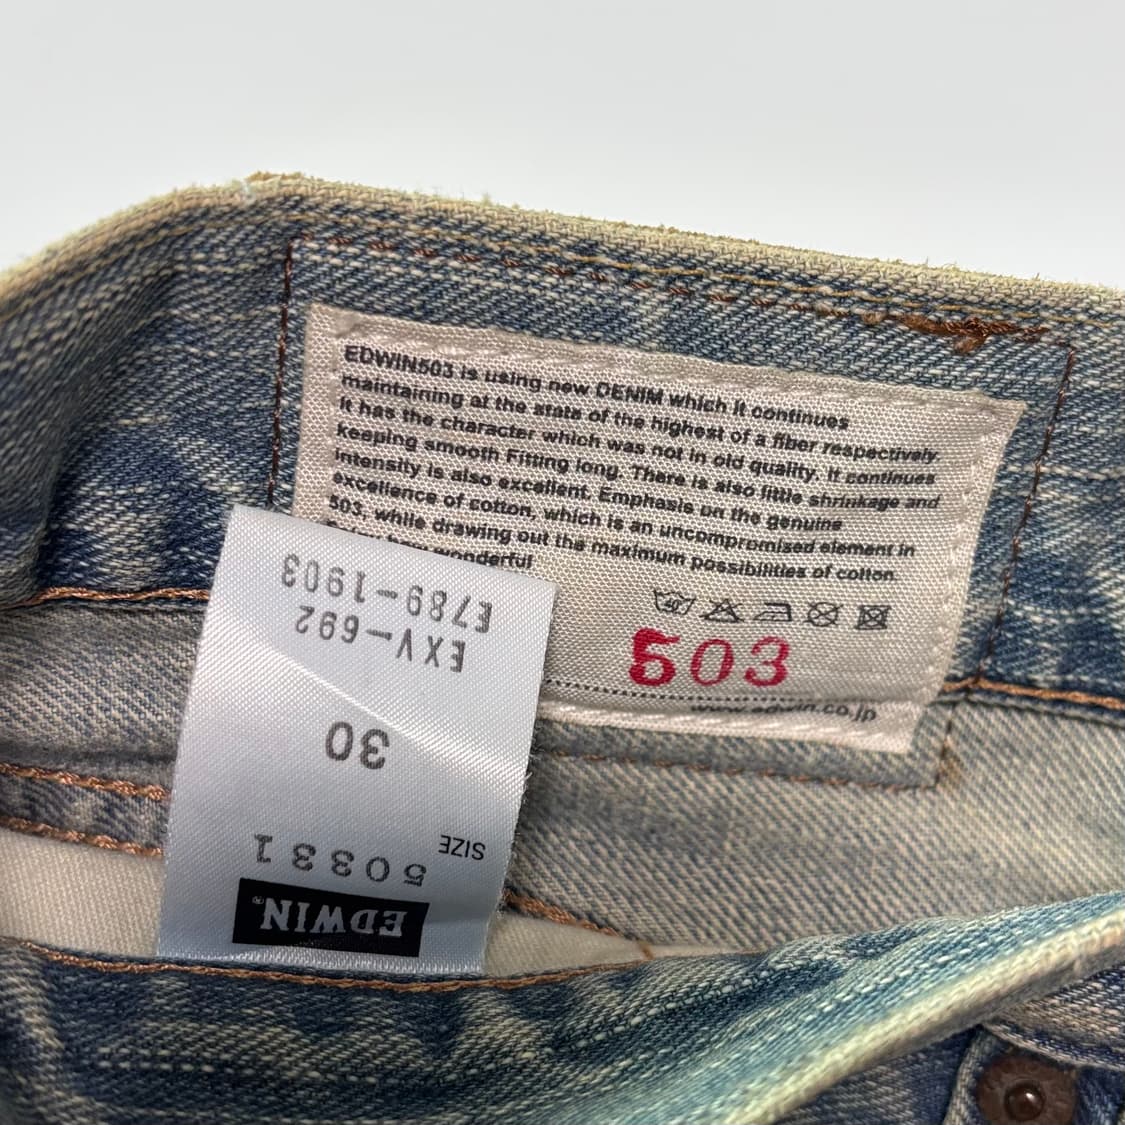 EDWIN503 is using new DENIM which it continues
maintaining at the state of the highest of a fiber respectively.
It has the character which was not in old quality. It continues
keeping smooth Fitting long. There is also little shrinkage and
intensity is also excellent. Emphasis on the genuine
excellence of cotton, which is an uncompromised element in
503, while drawing out the maximum possibilities of cotton.
wonderful
40
503
www.edwin.co.jp
EDWIN®
50331
SIZE
30
EXV-692
E789-1903